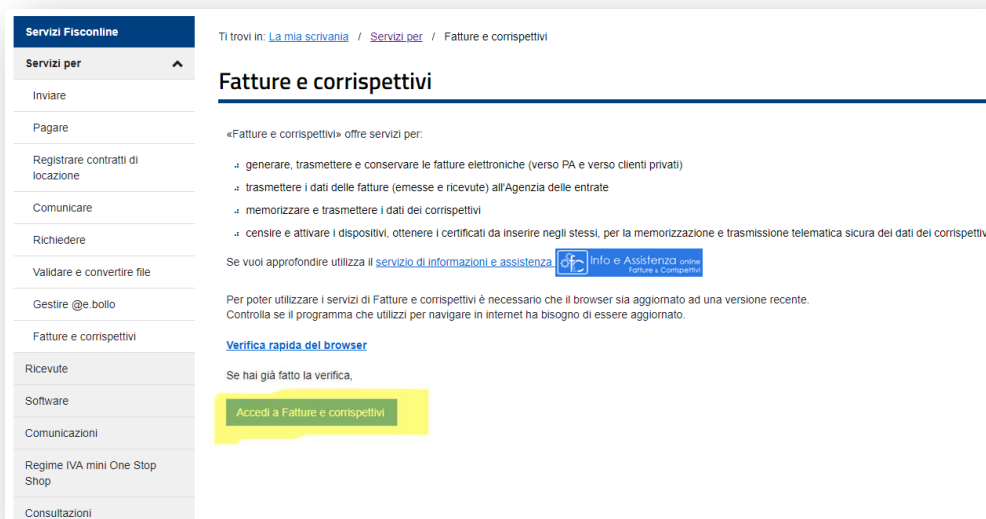 Servizi Fisconline
Servizi per
Inviare
Pagare
Registrare contratti di
locazione
Comunicare
Richiedere
Validare e convertire file
Gestire @e.bollo
Fatture e corrispettivi
Ricevute
Software
Comunicazioni
Regime IVA mini One Stop
Shop
Consultazioni
Ti trovi in: La mia scrivania / Servizi per / Fatture e corrispettivi
Fatture e corrispettivi
«Fatture e corrispettivi» offre servizi per:
generare, trasmettere e conservare le fatture elettroniche (verso PA e verso clienti privati)
trasmettere i dati delle fatture (emesse e ricevute) all'Agenzia delle entrate
memorizzare e trasmettere i dati dei corrispettivi
censire e attivare i dispositivi, ottenere i certificati da inserire negli stessi, per la memorizzazione e trasmissione telematica sicura dei dati dei corrispettiv
Se vuoi approfondire utilizza il servizio di informazioni e assistenza
fc Info e Assistenza online
Fatture e Corrispettivi
Per poter utilizzare i servizi di Fatture e corrispettivi è necessario che il browser sia aggiornato ad una versione recente.
Controlla se il programma che utilizzi per navigare in internet ha bisogno di essere aggiornato.
Verifica rapida del browser
Se hai già fatto la verifica,
Accedi a Fatture e corrispettivi